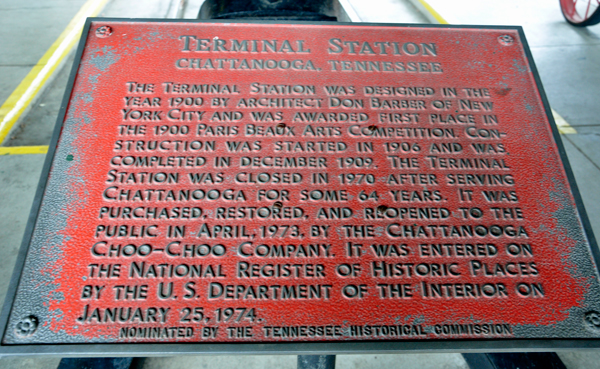 TERMINAL STATION
CHATTANOOGA, TENNESSEE
THE TERMINAL STATION WAS DESIGNED IN THE
YEAR 1900 BY ARCHITECT DON BARBER OF NEW
YORK CITY AND WAS AWARDED FIRST PLACE IN
THE 1900 PARIS BEAUX ARTS COMPETITION. CON-
STRUCTION WAS STARTED IN 1906 AND WAS
COMPLETED IN DECEMBER 1909. THE TERMINAL
STATION WAS CLOSED IN 1970 AFTER SERVING
CHATTANOOGA FOR SOME 64 YEARS. IT WAS
PURCHASED, RESTORED, AND REOPENED TO THE
PUBLIC IN APRIL, 1973, BY THE CHATTANOOGA
CHOO-CHOO COMPANY. IT WAS ENTERED ON
THE NATIONAL REGISTER OF HISTORIC PLACES
BY THE U.S. DEPARTMENT OF THE INTERIOR ON
JANUARY 25, 1974.
NOMINATED BY THE TENNESSEE HISTORICAL COMMISSION